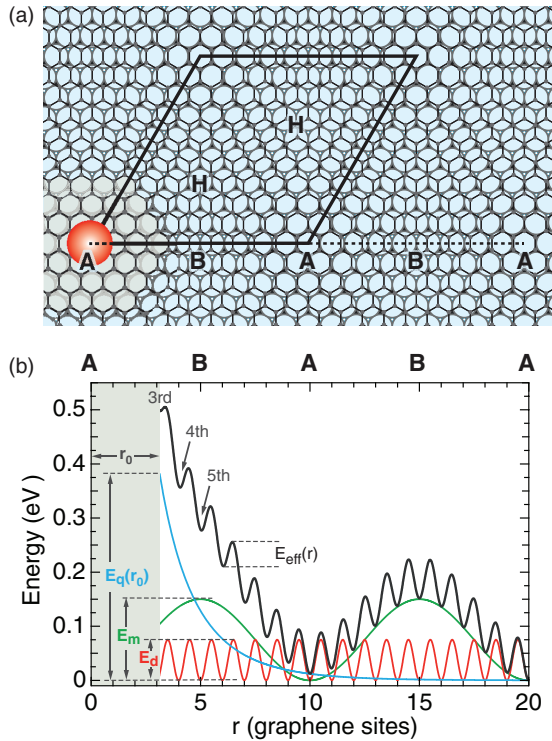 (a)
H
H
A
B
A
B
A
A B A B A
(b)
0.5
0.4
0.3
0.2
0.1
0
Energy (eV)
3rd
4th
5th
r0
Eq(r0)
Em
Ed
Eeff(r)
0 5 10 15 20
r (graphene sites)